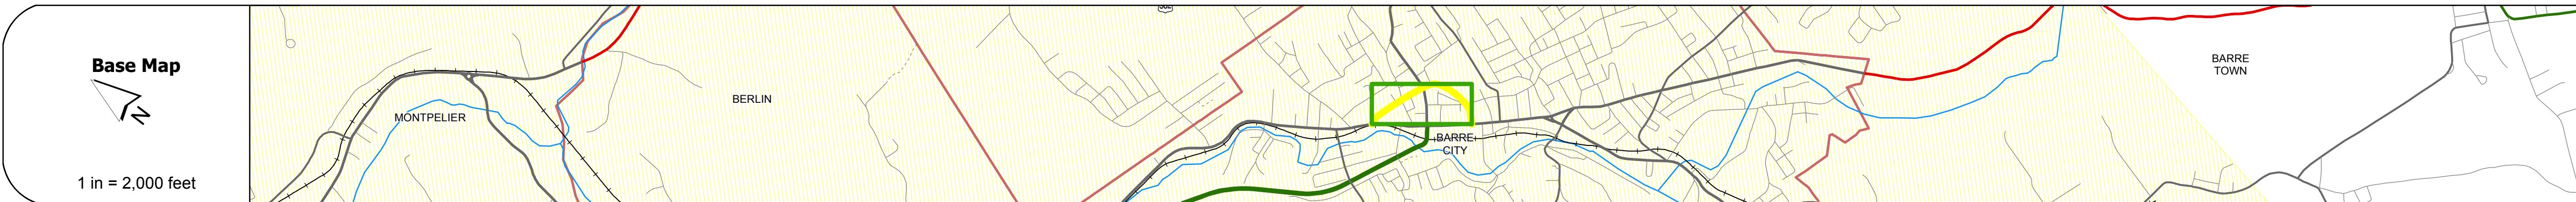 Base Map
N
1 in = 2,000 feet
MONTPELIER
BERLIN
BARRE
CITY
BARRE
TOWN